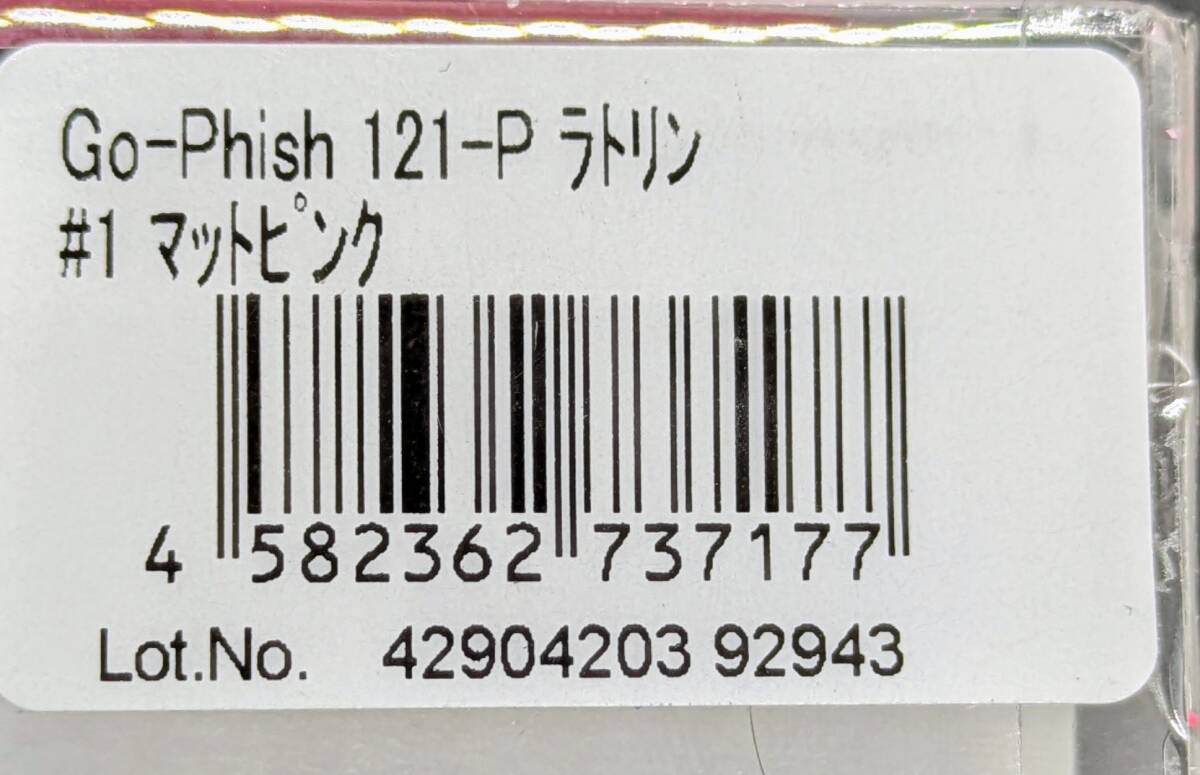 Go-Phish 121-P ﾗﾄﾘﾝ
#1 ﾏｯﾄﾋﾟﾝｸ
4 582362 737177
Lot.No. 42904203 92943